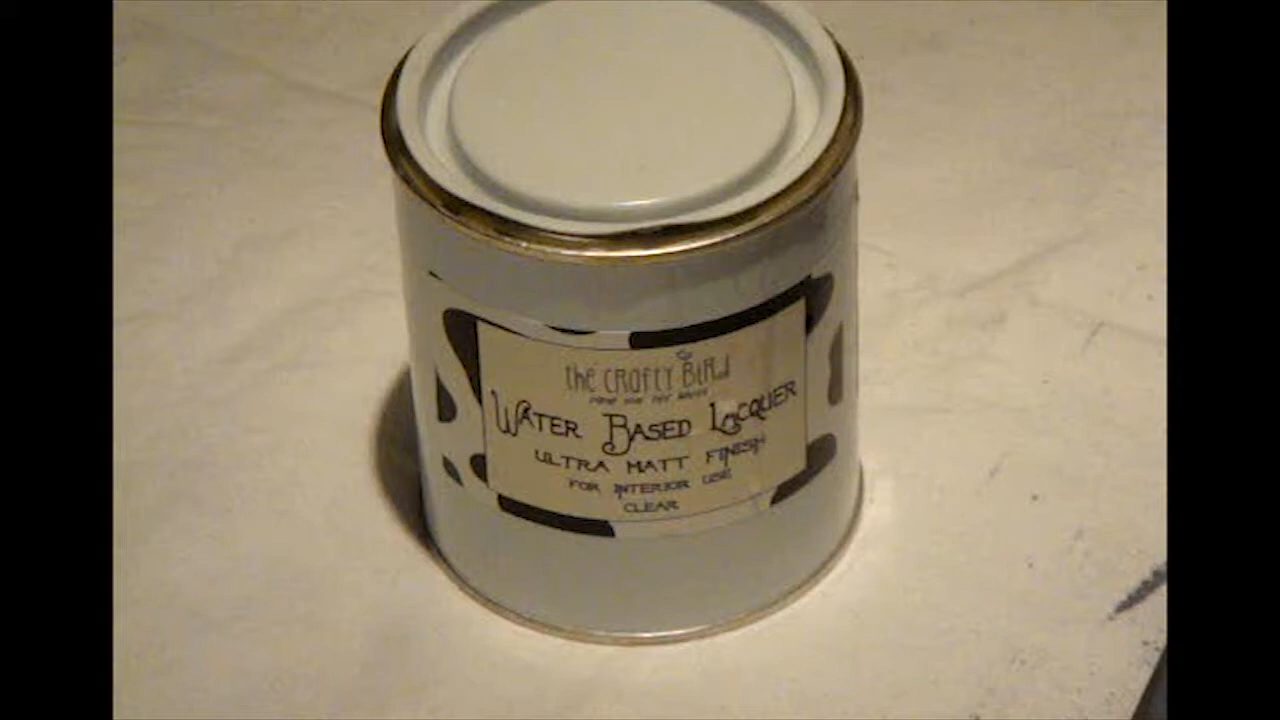 the crafty Bird
Water Based Lacquer
Ultra Matt Finish
For Interior Use
Clear